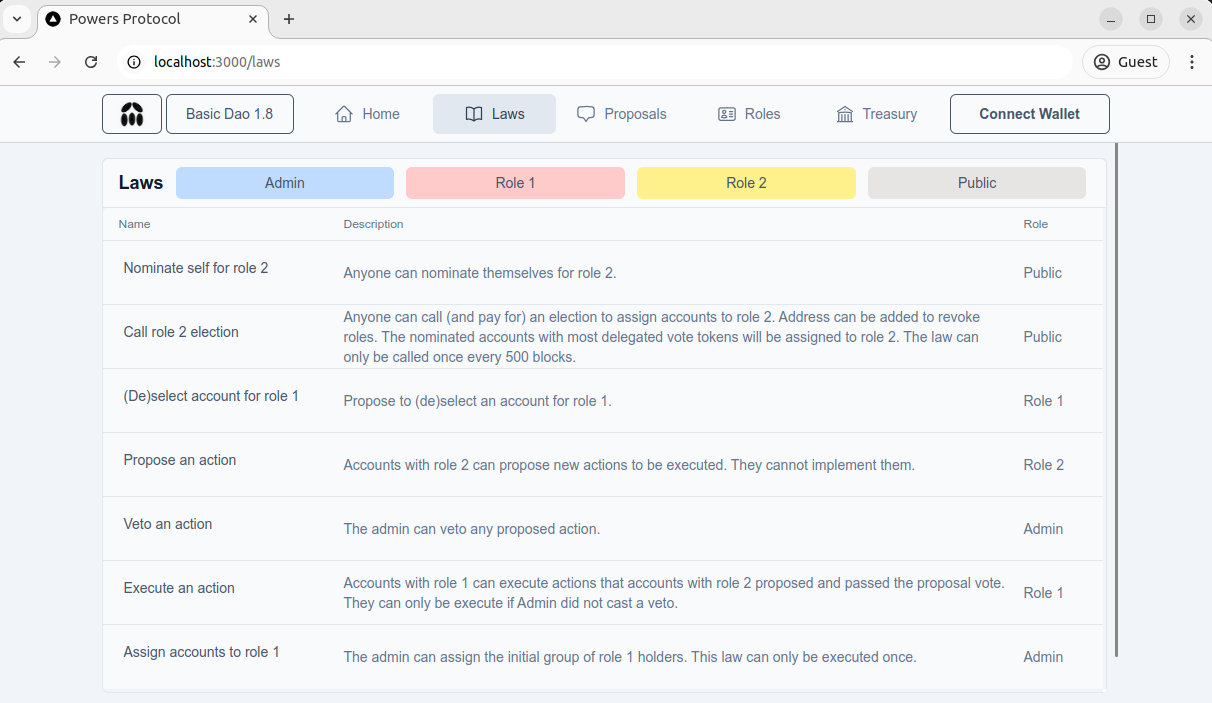 Powers Protocol
localhost:3000/laws
Guest
Basic Dao 1.8
Home
Laws
Proposals
Roles
Treasury
Connect Wallet
Laws
Admin
Role 1
Role 2
Public
Name
Description
Role
Nominate self for role 2
Anyone can nominate themselves for role 2.
Public
Call role 2 election
Anyone can call (and pay for) an election to assign accounts to role 2. Address can be added to revoke
roles. The nominated accounts with most delegated vote tokens will be assigned to role 2. The law can
only be called once every 500 blocks.
Public
(De)select account for role 1
Propose to (de)select an account for role 1.
Role 1
Propose an action
Accounts with role 2 can propose new actions to be executed. They cannot implement them.
Role 2
Veto an action
The admin can veto any proposed action.
Admin
Execute an action
Accounts with role 1 can execute actions that accounts with role 2 proposed and passed the proposal vote.
They can only be execute if Admin did not cast a veto.
Role 1
Assign accounts to role 1
The admin can assign the initial group of role 1 holders. This law can only be executed once.
Admin